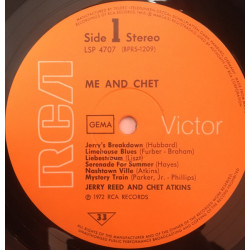 Side 1 Stereo
LSP 4707 (BPRS-1209)
ME AND CHET
RCA
Victor
GEMA
Jerry's Breakdown (Hubbard)
Limehouse Blues (Furber - Braham)
Liebestraum (Liszt)
Serenade For Summer (Hayes)
Nashtown Ville (Atkins)
Mystery Train (Parker, Jr. - Phillips)
JERRY REED AND CHET ATKINS
℗ 1972 RCA RECORDS
33